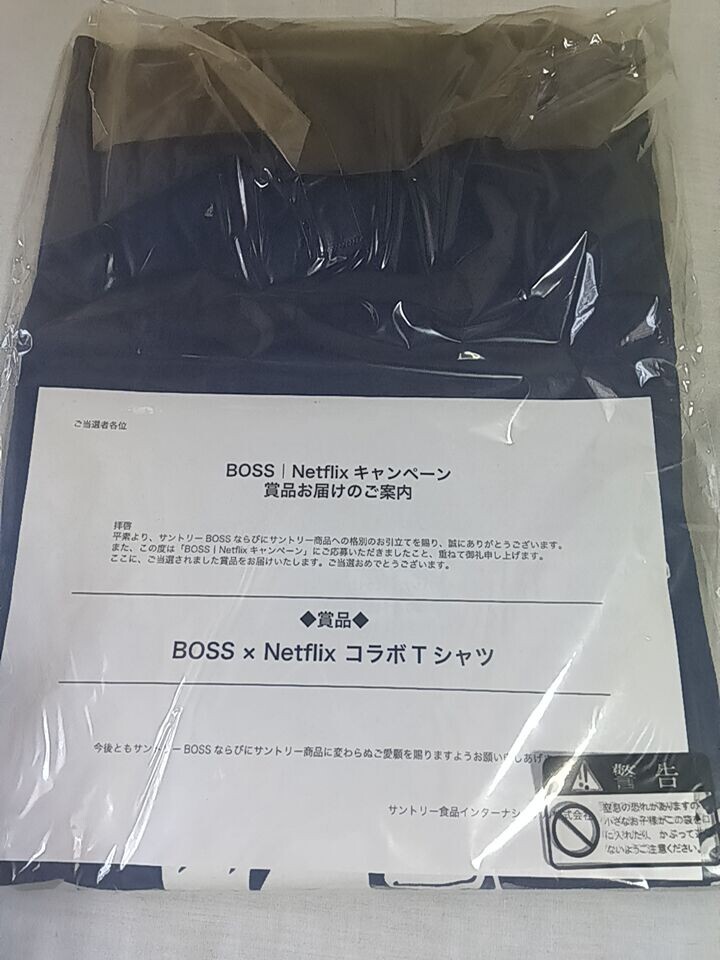 ご当選者各位
BOSS | Netflix キャンペーン
賞品お届けのご案内
拝啓
平素より、サントリー BOSS ならびにサントリー商品への格別のお引立てを賜り、誠にありがとうございます。
また、この度は「BOSS | Netflix キャンペーン」にご応募いただきましたこと、重ねて御礼申し上げます。
ここに、ご当選されました賞品をお届けいたします。ご当選おめでとうございます。
◆賞品◆
BOSS × Netflix コラボ T シャツ
今後ともサントリー BOSS ならびにサントリー商品に変わらぬご愛顧を賜りますようお願い申しあげ
サントリー食品インターナショ 株式会社
警告
窒息の恐れがありますの
小さなお子様がこの袋を口
に入れたり、かぶって
ないようご注意ください。